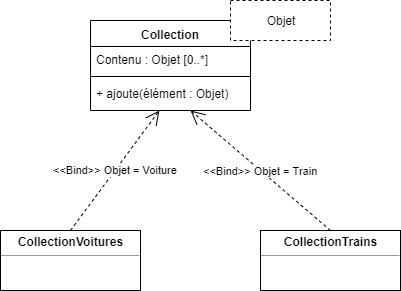 Objet
Collection
Contenu : Objet [0..*]
+ ajoute(élément : Objet)
<<Bind>> Objet = Voiture
<<Bind>> Objet = Train
CollectionVoitures
CollectionTrains